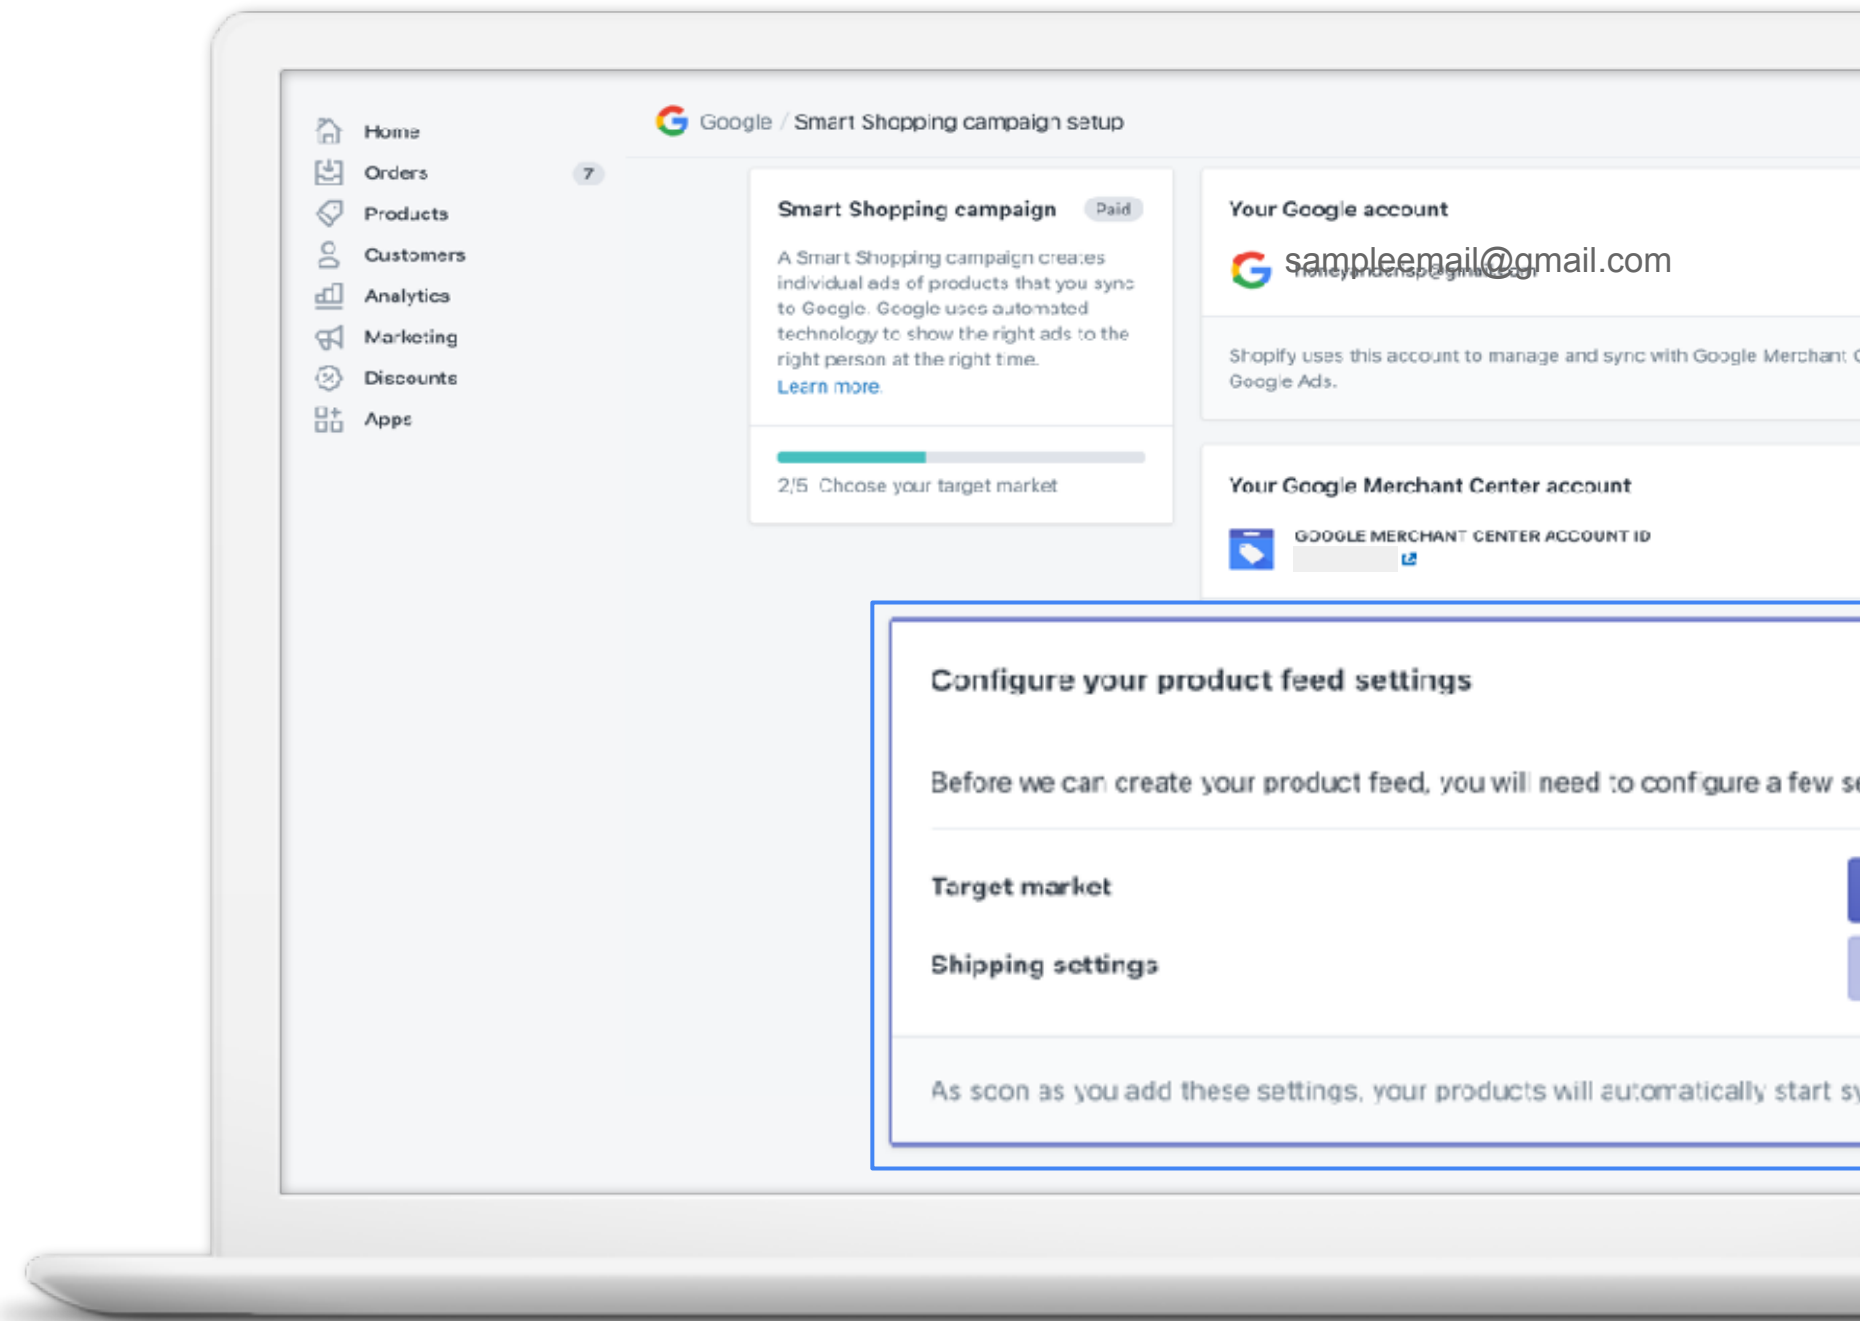 Home
Orders 7
Products
Customers
Analytics
Marketing
Discounts
Apps
Google / Smart Shopping campaign setup
Smart Shopping campaign Paid
A Smart Shopping campaign creates
individual ads of products that you sync
to Google. Google uses automated
technology to show the right ads to the
right person at the right time.
Learn more.
2/5 Choose your target market
Your Google account
sampleemail@gmail.com
Shopify uses this account to manage and sync with Google Merchant
Google Ads.
Your Google Merchant Center account
GOOGLE MERCHANT CENTER ACCOUNT ID
Configure your product feed settings
Before we can create your product feed, you will need to configure a few se
Target market
Shipping settings
As soon as you add these settings, your products will automatically start sy